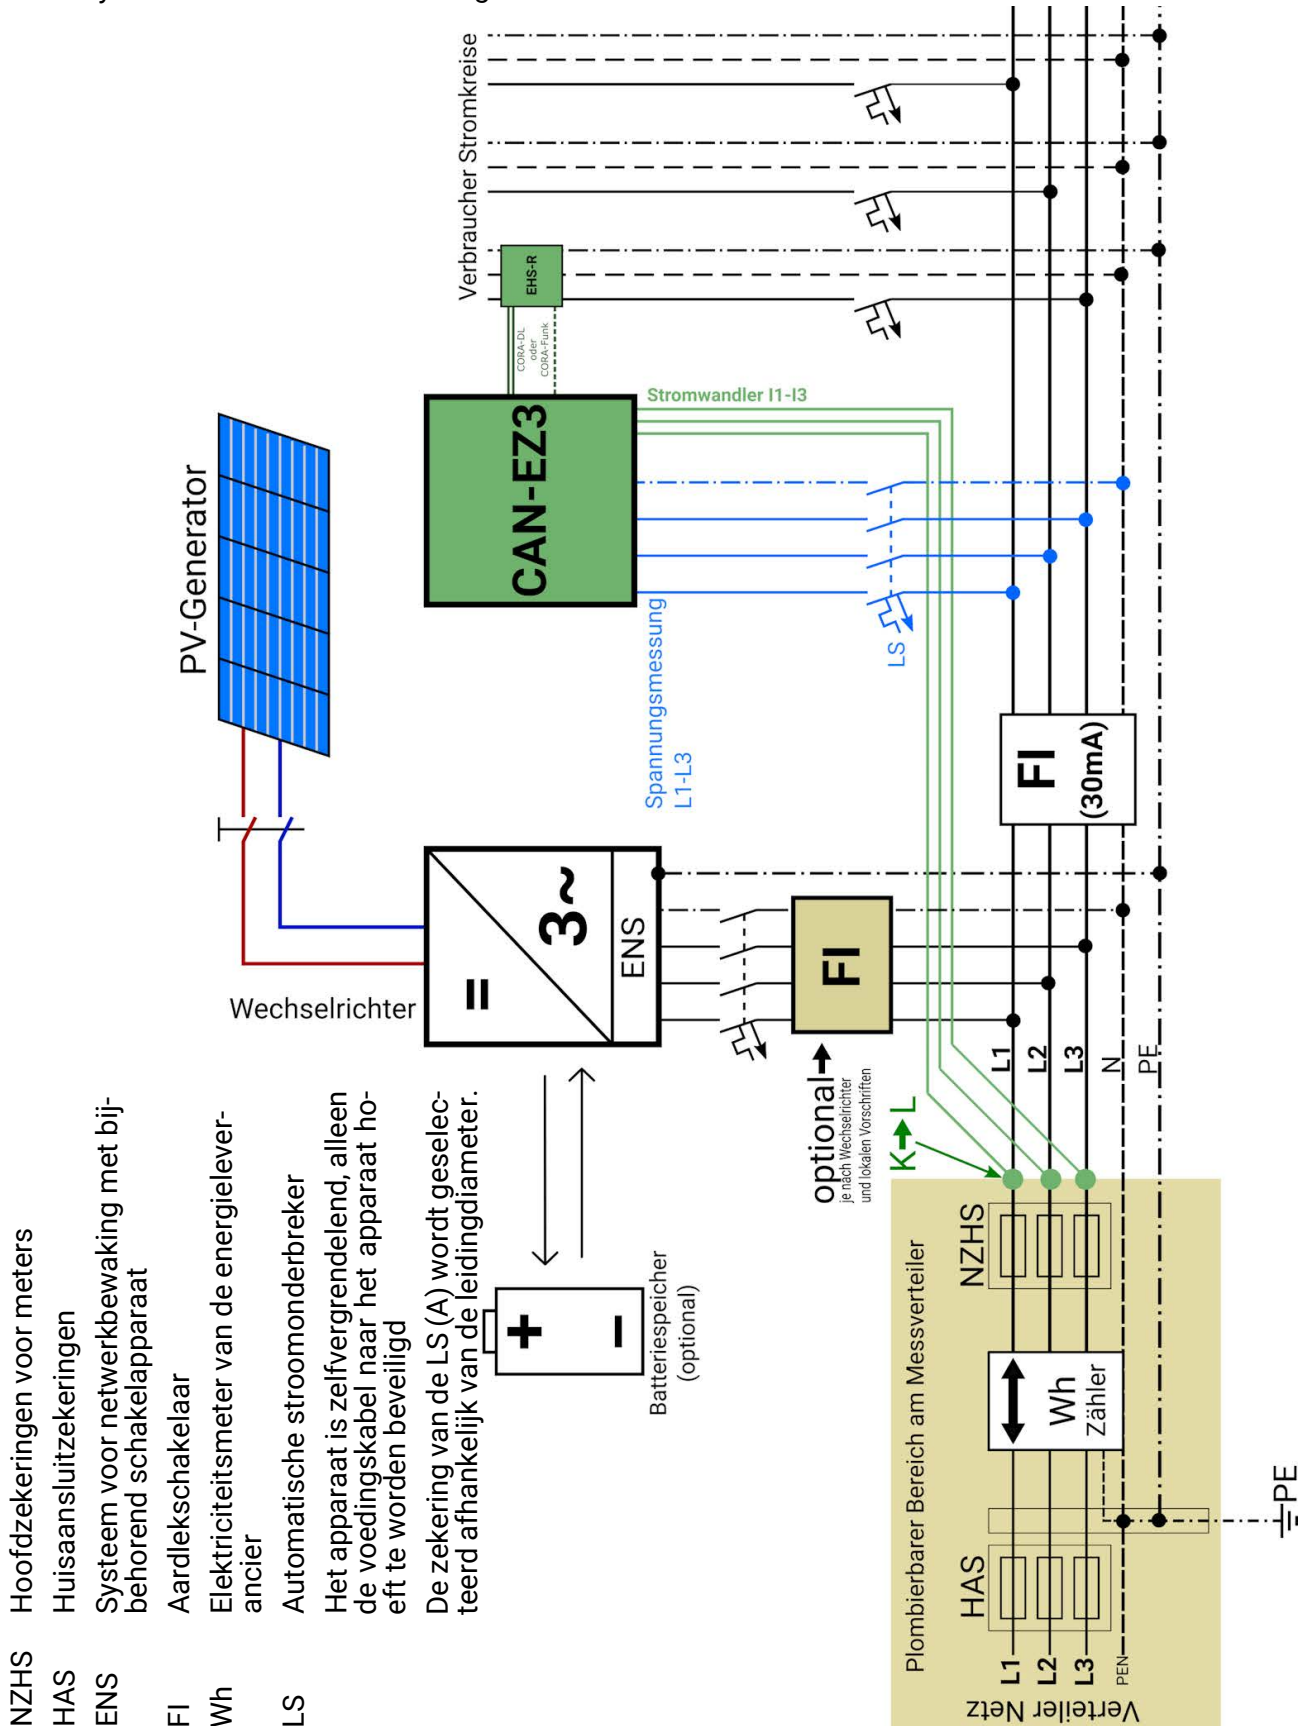 NZHS Hoofdzekeringen voor meters
HAS Huisaansluitzekeringen
ENS Systeem voor netwerkbewaking met bij-
behorend schakelapparaat
FI Aardlekschakelaar
Wh Elektriciteitsmeter van de energielever-
ancier
LS Automatische stroomonderbreker
Het apparaat is zelfvergrendelend, alleen
de voedingskabel naar het apparaat ho-
eft te worden beveiligd
De zekering van de LS (A) wordt geselec-
teerd afhankelijk van de leidingdiameter.
PV-Generator
Wechselrichter
=
3~
ENS
Batteriespeicher
(optional)
+
–
CAN-EZ3
EHS-R
CORA-DL
oder
CORA-Funk
Verbraucher Stromkreise
Stromwandler I1-I3
Spannungsmessung
L1-L3
LS
FI
(30mA)
FI
optional
je nach Wechselrichter
und lokalen Vorschriften
K→L
L1
L2
L3
N
PE
Plombierbarer Bereich am Messverteiler
NZHS
Wh
Zähler
HAS
L1
L2
L3
PEN
Verteiler Netz
PE